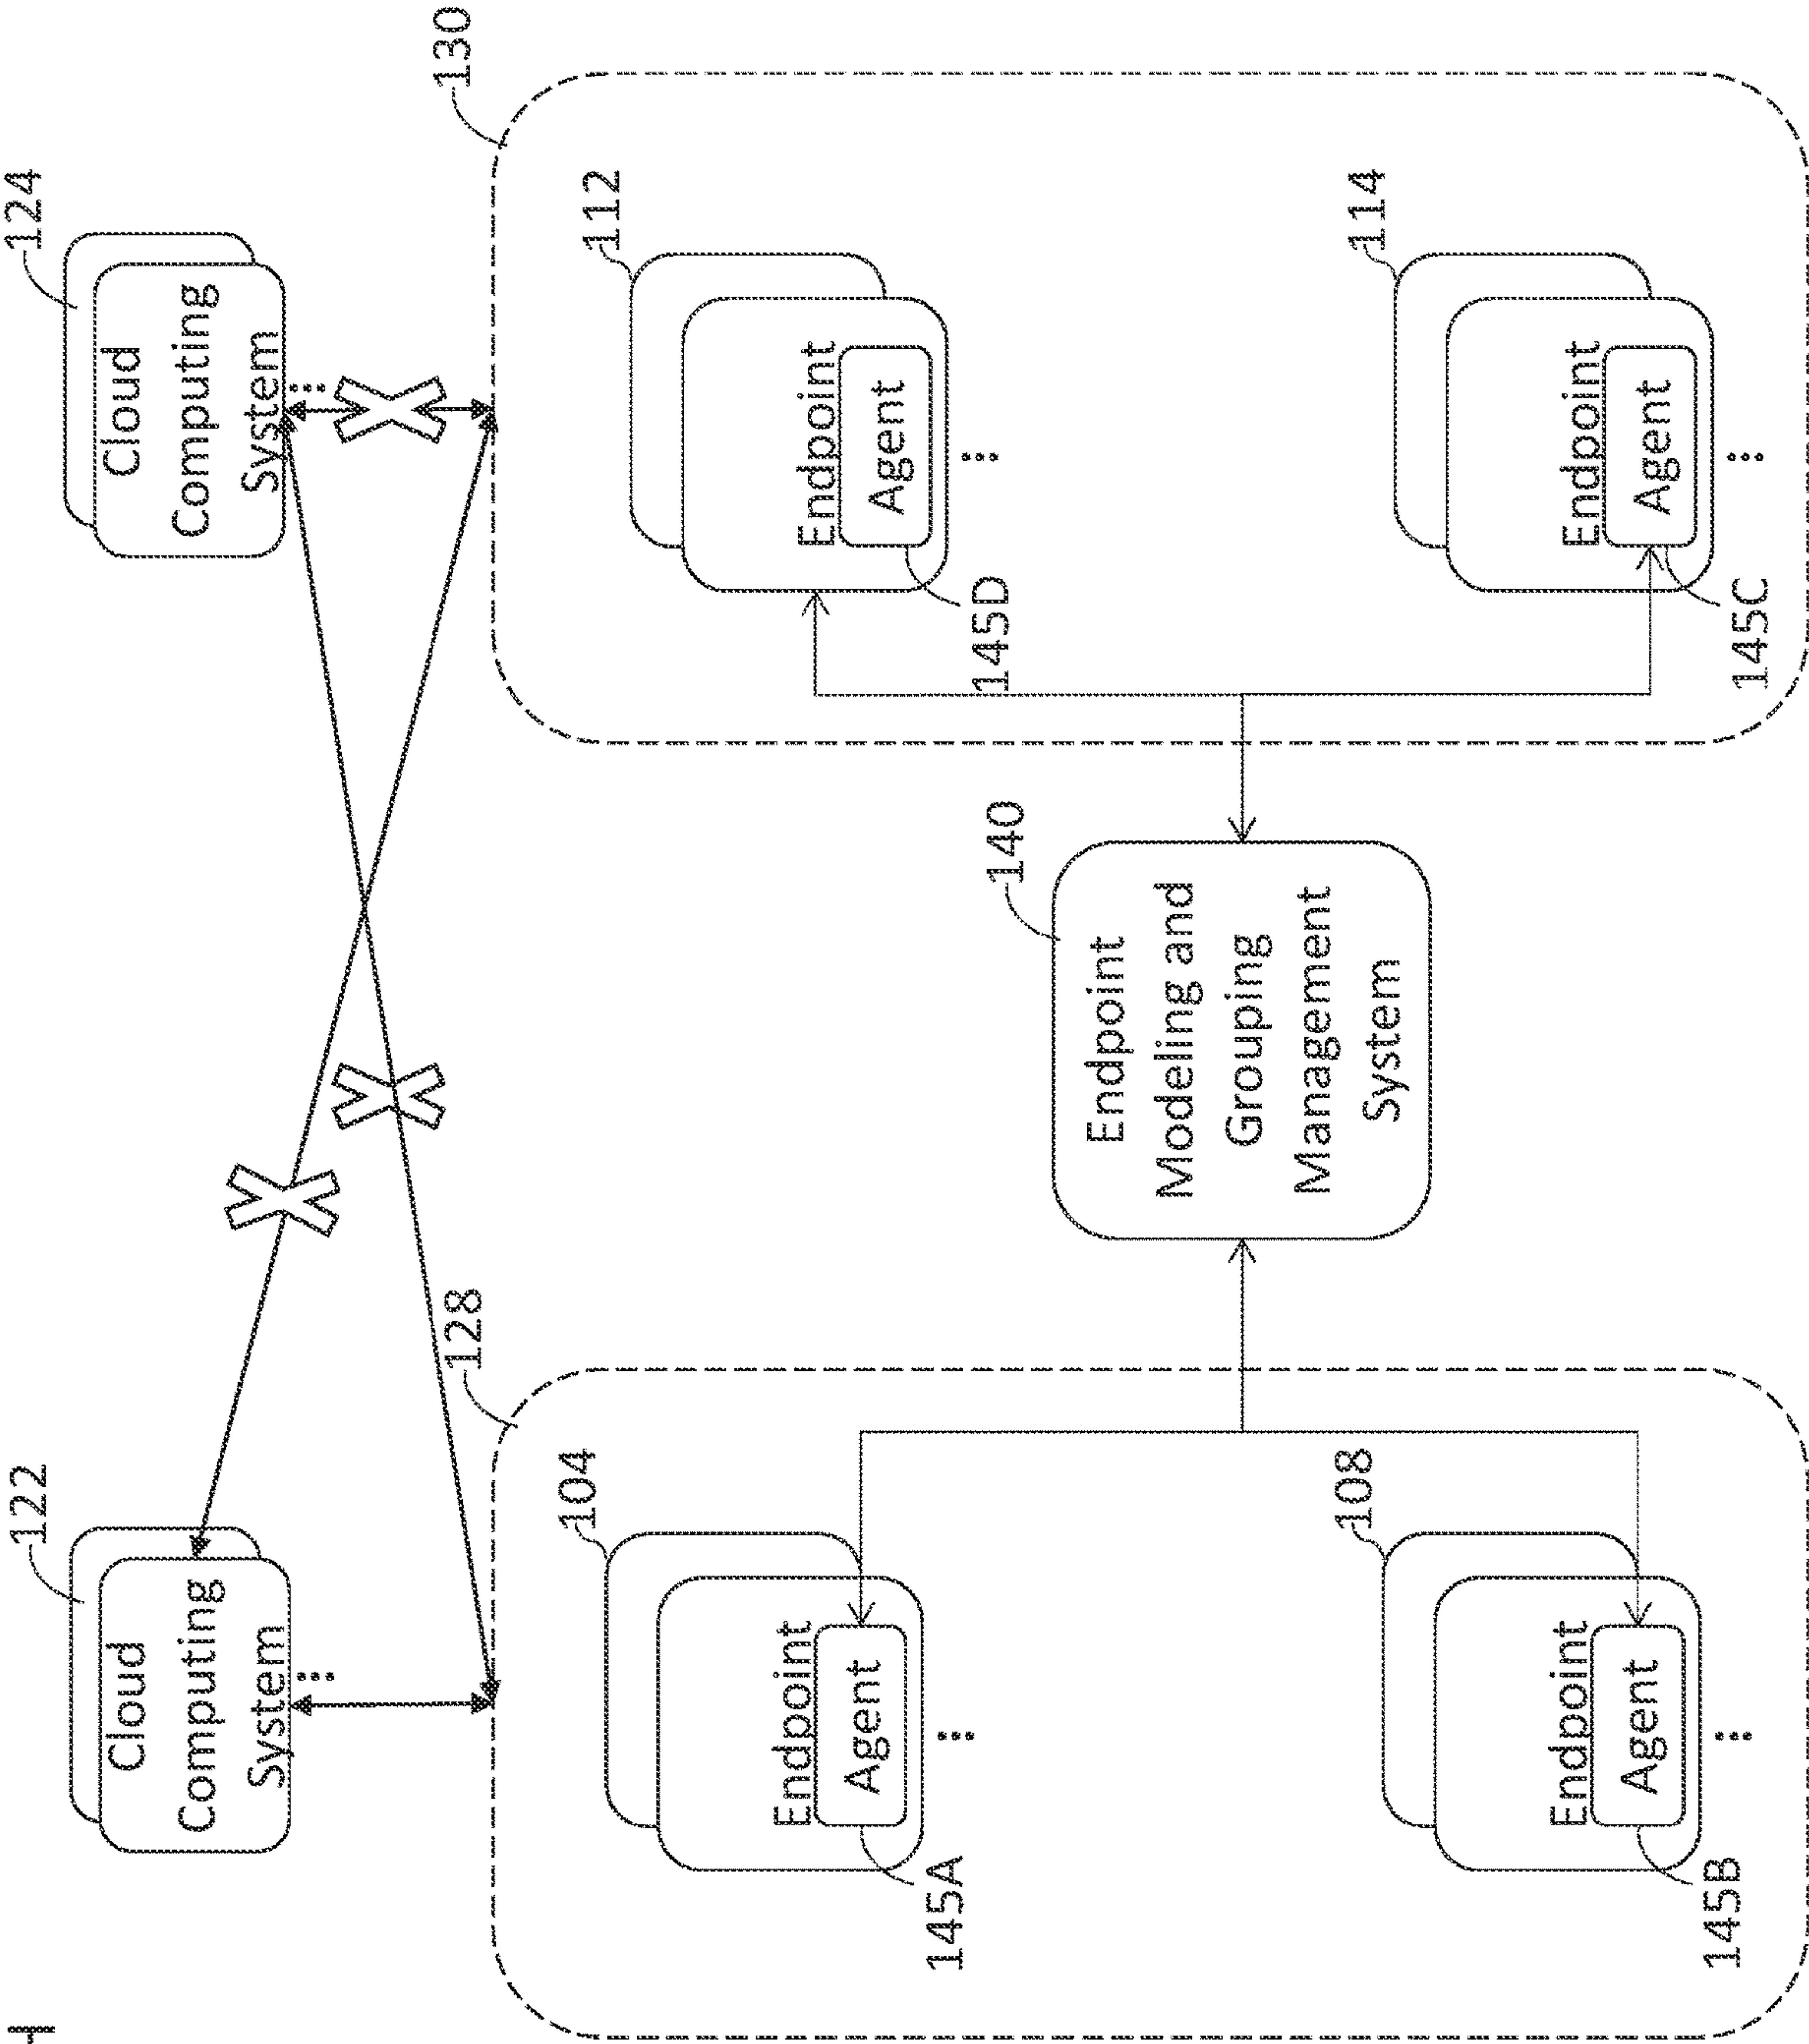 122
Cloud
Computing
System
...
124
Cloud
Computing
System
...
128
104
Endpoint
Agent
145A
...
108
Endpoint
Agent
145B
...
140
Endpoint
Modeling and
Grouping
Management
System
130
112
Endpoint
Agent
145D
...
114
Endpoint
Agent
145C
...